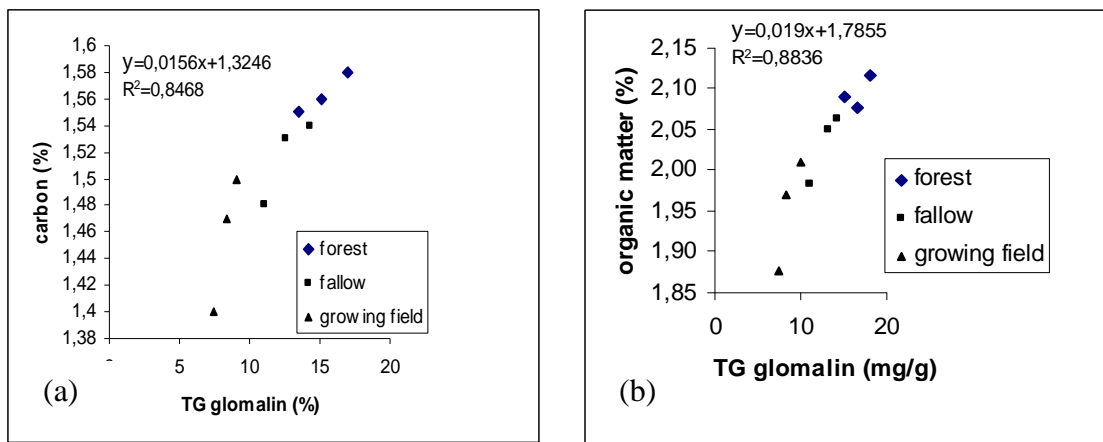 y=0,0156x+1,3246
R²=0,8468
1,6
1,58
1,56
1,54
1,52
1,5
1,48
1,46
1,44
1,42
1,4
1,38
carbon (%)
forest
fallow
growing field
0 5 10 15 20
TG glomalin (%)
(a)
y=0,019x+1,7855
R²=0,8836
2,15
2,10
2,05
2,00
1,95
1,90
1,85
organic matter (%)
forest
fallow
growing field
0 10 20
TG glomalin (mg/g)
(b)